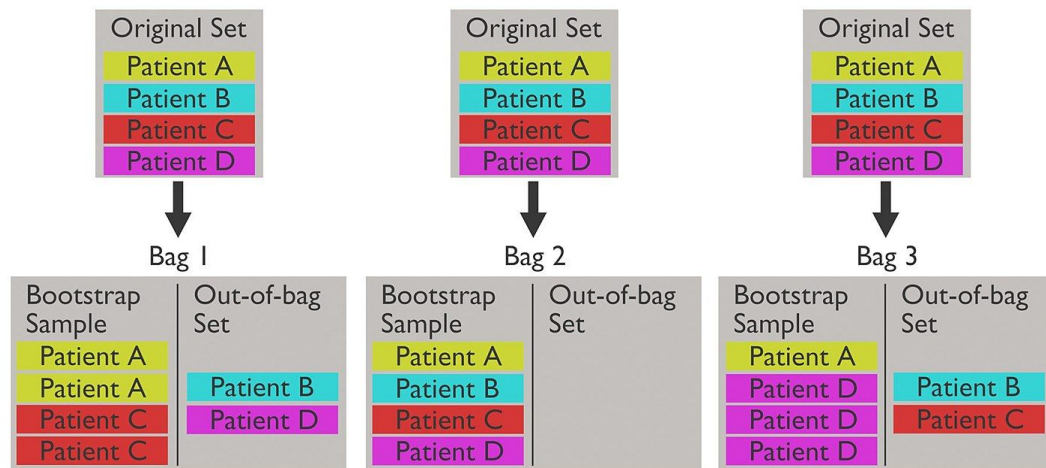 Original Set
Patient A
Patient B
Patient C
Patient D
Original Set
Patient A
Patient B
Patient C
Patient D
Original Set
Patient A
Patient B
Patient C
Patient D
Bag 1
Bootstrap
Sample
Patient A
Patient A
Patient C
Patient C
Out-of-bag
Set
Patient B
Patient D
Bag 2
Bootstrap
Sample
Patient A
Patient B
Patient C
Patient D
Out-of-bag
Set
Bag 3
Bootstrap
Sample
Patient A
Patient D
Patient D
Patient D
Out-of-bag
Set
Patient B
Patient C